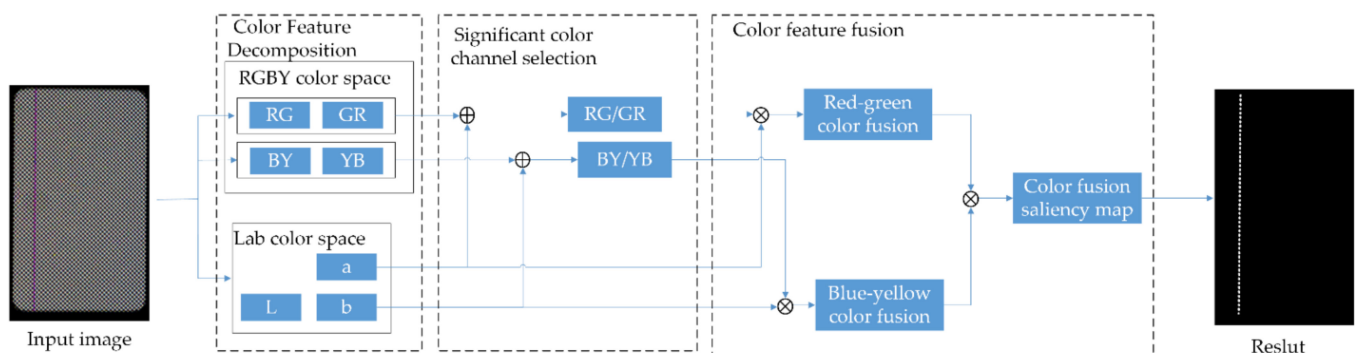 Color Feature
Decomposition
RGBY color space
RG
GR
BY
YB
Lab color space
a
L
b
Significant color
channel selection
RG/GR
BY/YB
Color feature fusion
Red-green
color fusion
Blue-yellow
color fusion
Color fusion
saliency map
Input image
Reslut